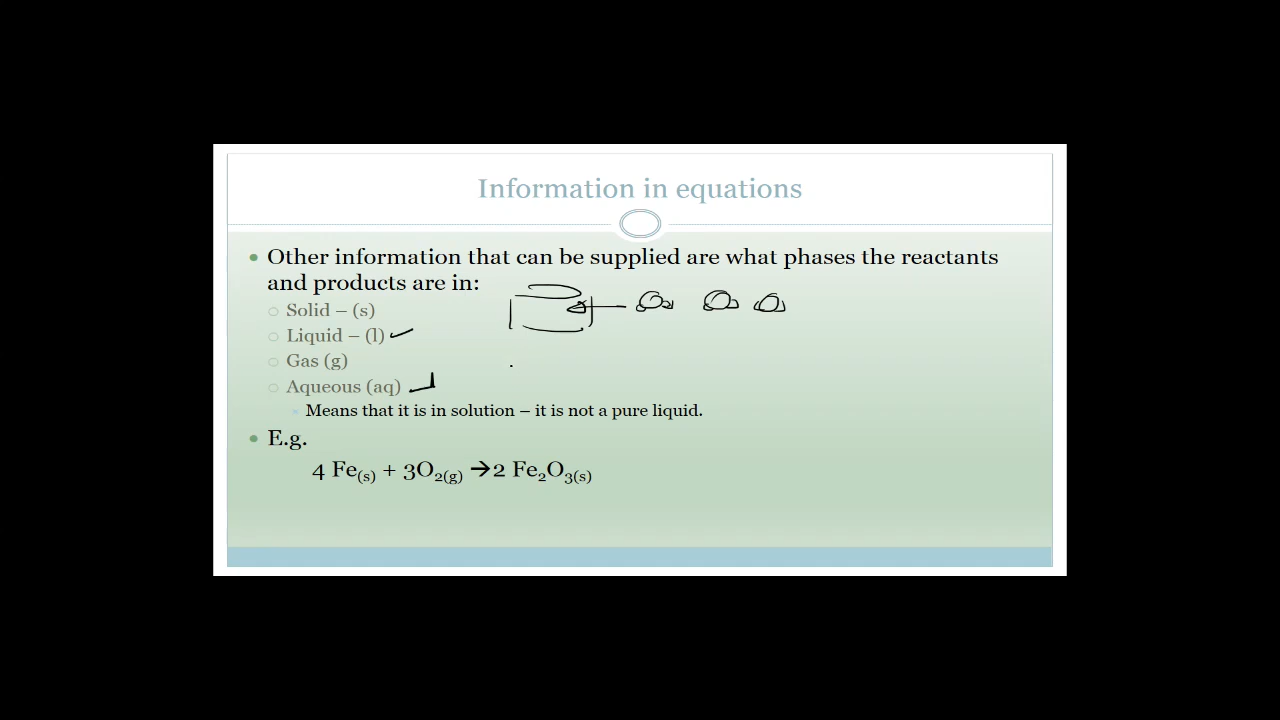 Information in equations
• Other information that can be supplied are what phases the reactants
and products are in:
○ Solid – (s)
○ Liquid – (l)
○ Gas (g)
○ Aqueous (aq)
▪ Means that it is in solution – it is not a pure liquid.
• E.g.
4 Fe(s) + 3O2(g) →2 Fe2O3(s)